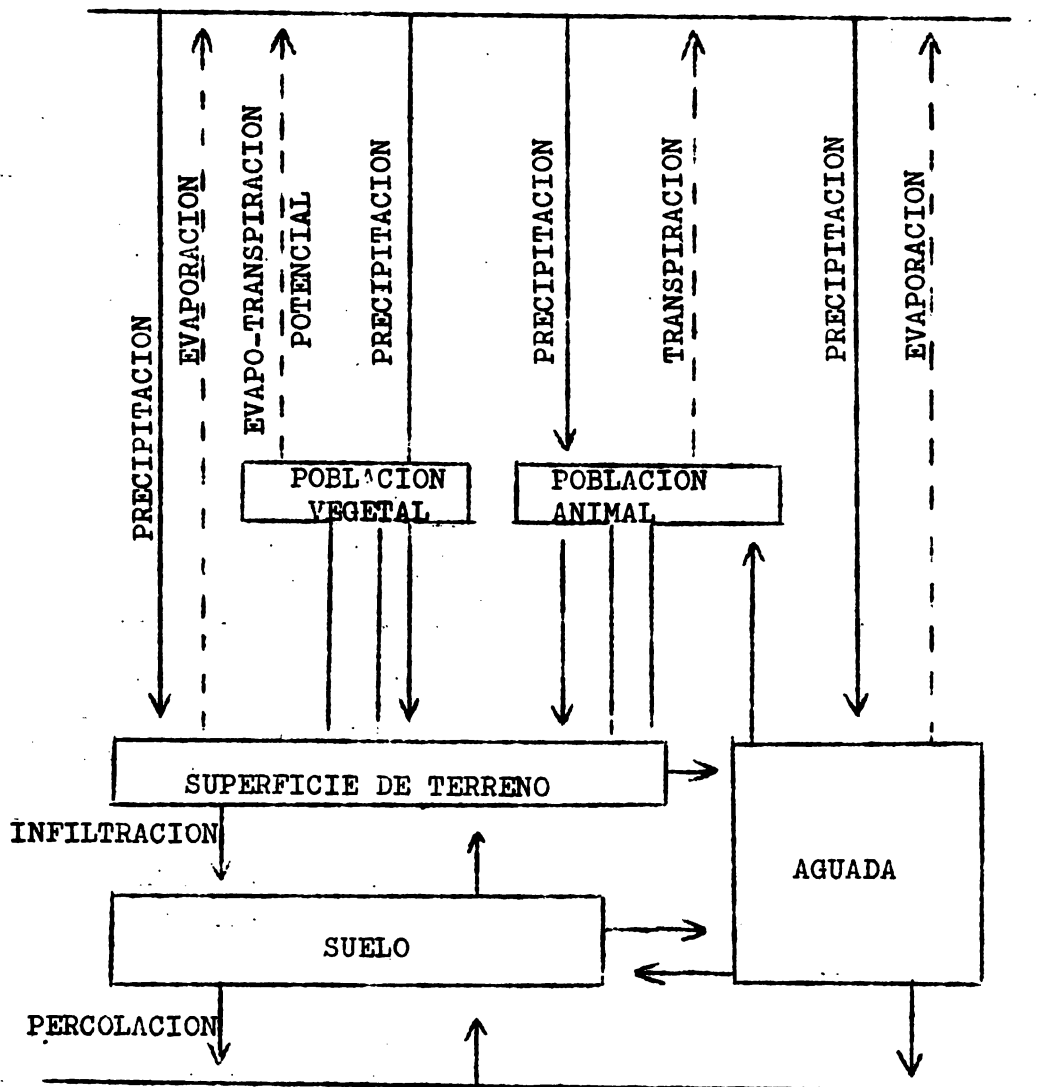 PRECIPITACION
EVAPORACION
EVAPO-TRANSPIRACION
POTENCIAL
PRECIPITACION
PRECIPITACION
TRANSPIRACION
PRECIPITACION
EVAPORACION
POBLACION
VEGETAL
POBLACION
ANIMAL
SUPERFICIE DE TERRENO
INFILTRACION
AGUADA
SUELO
PERCOLACION